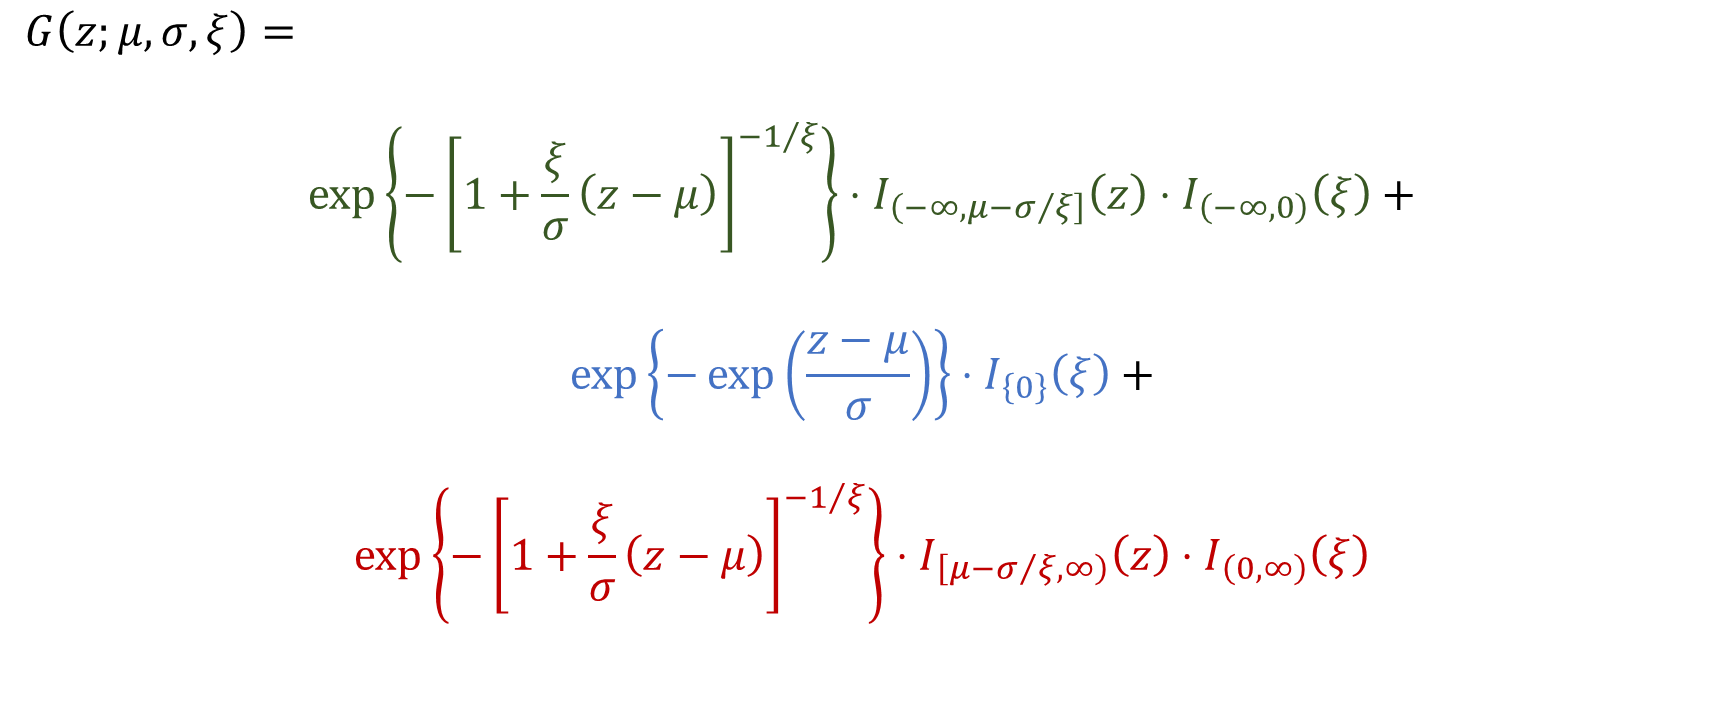 G(z; μ, σ, ξ) =
exp{−[1 + ξ/σ (z − μ)]^(−1/ξ)} · I_(−∞,μ−σ/ξ](z) · I_(−∞,0)(ξ) +
exp{−exp((z − μ)/σ)} · I_{0}(ξ) +
exp{−[1 + ξ/σ (z − μ)]^(−1/ξ)} · I_[μ−σ/ξ,∞)(z) · I_(0,∞)(ξ)